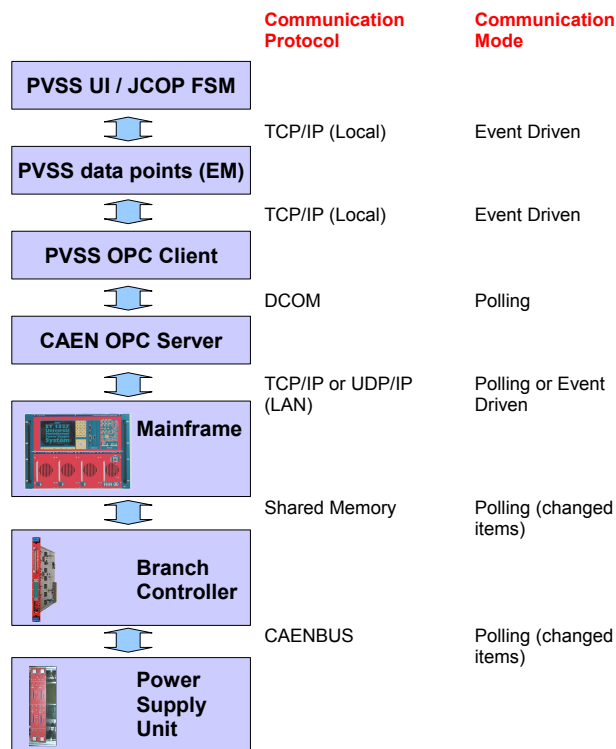 Communication Protocol
Communication Mode
PVSS UI / JCOP FSM
TCP/IP (Local)
Event Driven
PVSS data points (EM)
TCP/IP (Local)
Event Driven
PVSS OPC Client
DCOM
Polling
CAEN OPC Server
TCP/IP or UDP/IP
(LAN)
Polling or Event
Driven
Mainframe
Shared Memory
Polling (changed
items)
Branch
Controller
CAENBUS
Polling (changed
items)
Power
Supply
Unit